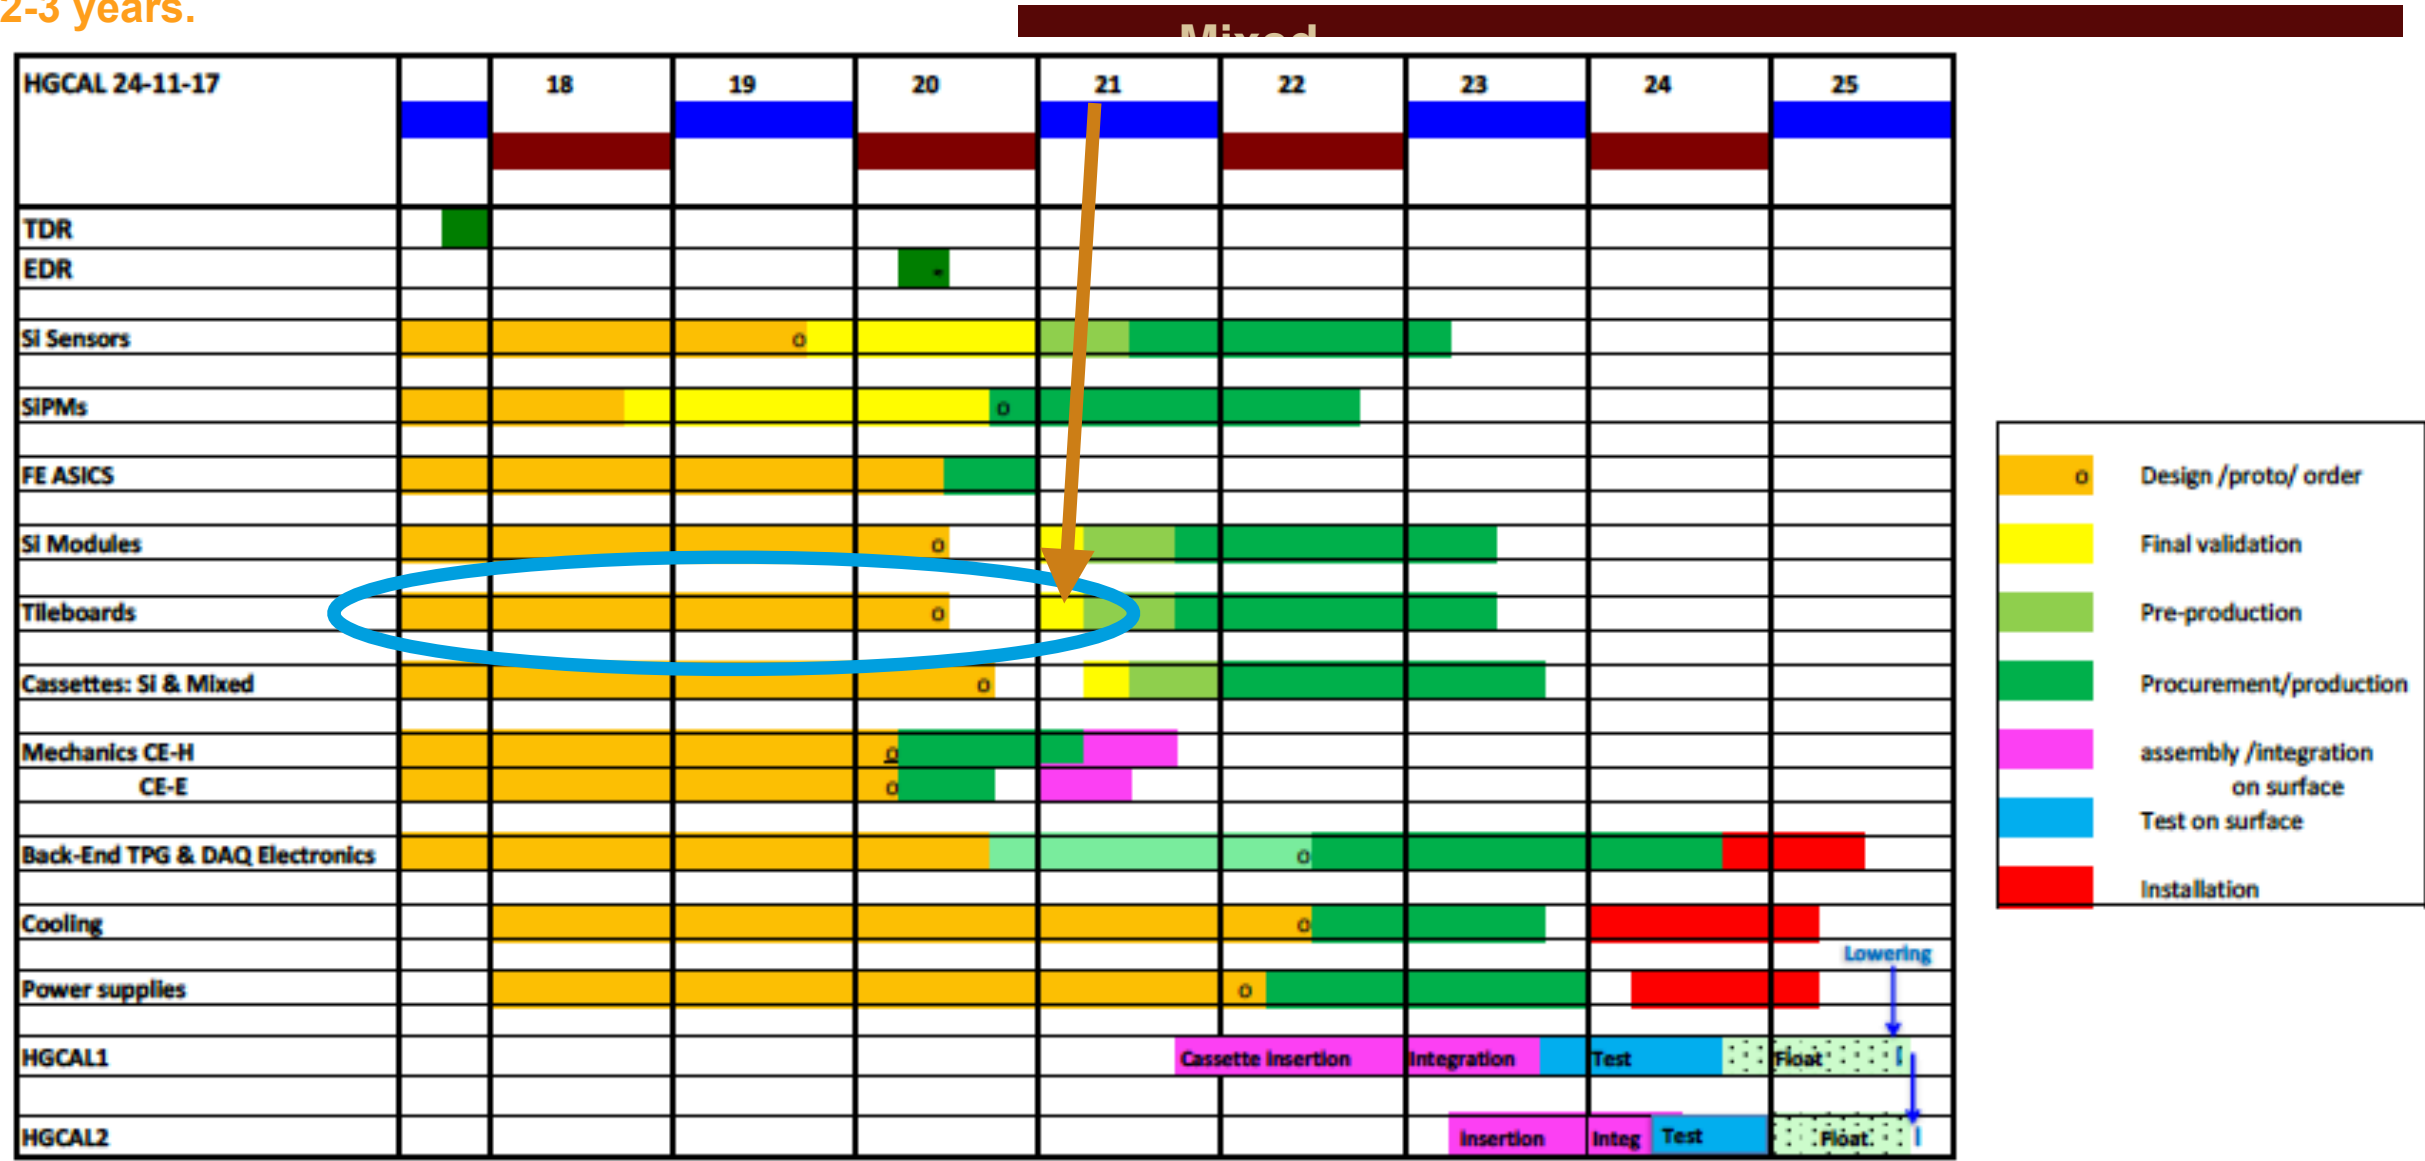 2-3 years.
Mixed
HGCAL 24-11-17 18 19 20 21 22 23 24 25
TDR
EDR
Si Sensors o
SiPMs o
FE ASICS
Si Modules o
Tileboards o
Cassettes: Si & Mixed o
Mechanics CE-H o
CE-E o
Back-End TPG & DAQ Electronics o
Cooling o
Lowering
Power supplies o
HGCAL1 Cassette Insertion Integration Test Float
HGCAL2 Insertion Integ Test Float
o Design /proto/ order
Final validation
Pre-production
Procurement/production
assembly /integration
on surface
Test on surface
Installation